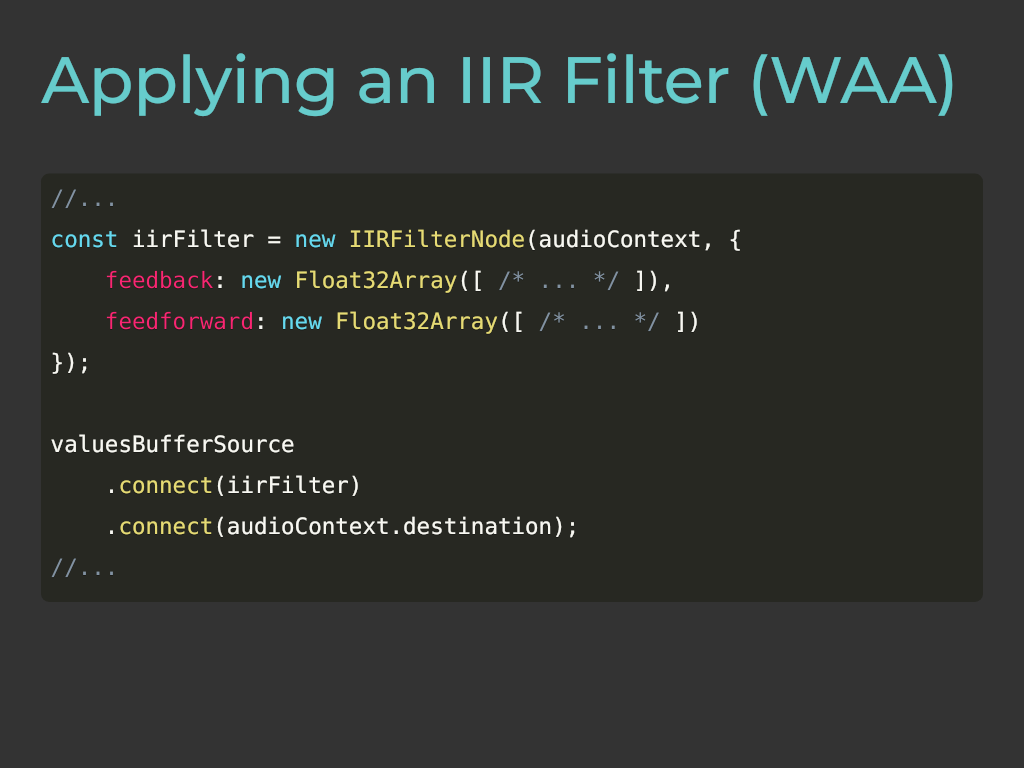 Applying an IIR Filter (WAA)
//...
const iirFilter = new IIRFilterNode(audioContext, {
    feedback: new Float32Array([ /* ... */ ]),
    feedforward: new Float32Array([ /* ... */ ])
});

valuesBufferSource
    .connect(iirFilter)
    .connect(audioContext.destination);
//...